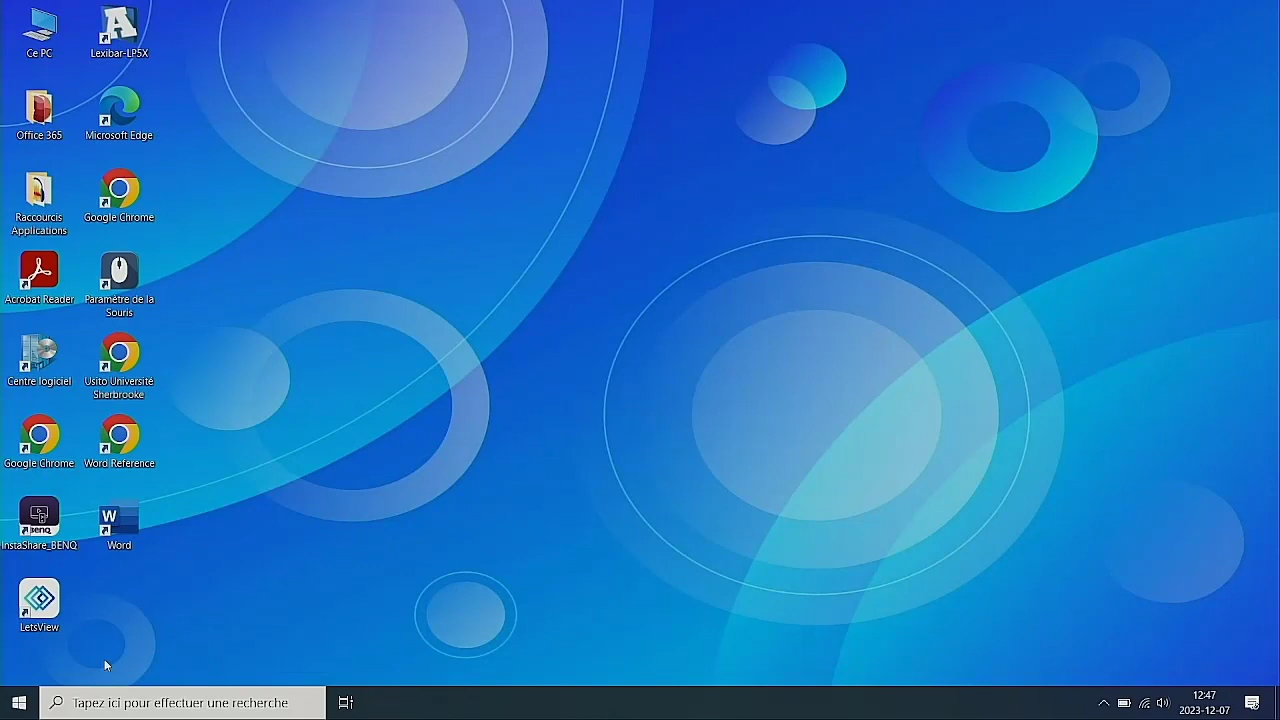 Ce PC
Lexibar-LP5X
Office 365
Microsoft Edge
Raccourcis
Applications
Google Chrome
Acrobat Reader
Paramètre de la
Souris
Centre logiciel
Usito Université
Sherbrooke
Google Chrome
Word Reference
BENQ
W
InstaShare_BENQ
Word
LetsView
Tapez ici pour effectuer une recherche
12:47
2023-12-07